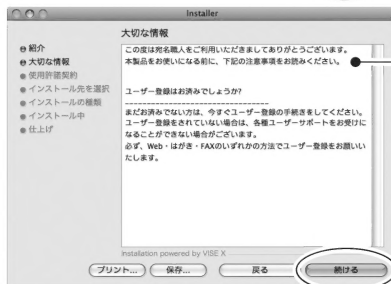 Installer
大切な情報
紹介
大切な情報
使用許諾契約
インストール先を選択
インストールの種類
インストール中
仕上げ
この度は宛名職人をご利用いただきましてありがとうございます。
本製品をお使いになる前に、下記の注意事項をお読みください。
ユーザー登録はお済みでしょうか?
------------------------------------
まだお済みでない方は、今すぐユーザー登録の手続きをしてください。
ユーザー登録をされていない場合は、各種ユーザーサポートをお受けに
なることができない場合がございます。
必ず、Web・はがき・FAXのいずれかの方法でユーザー登録をお願いい
たします。
Installation powered by VISE X
プリント... 保存... 戻る 続ける